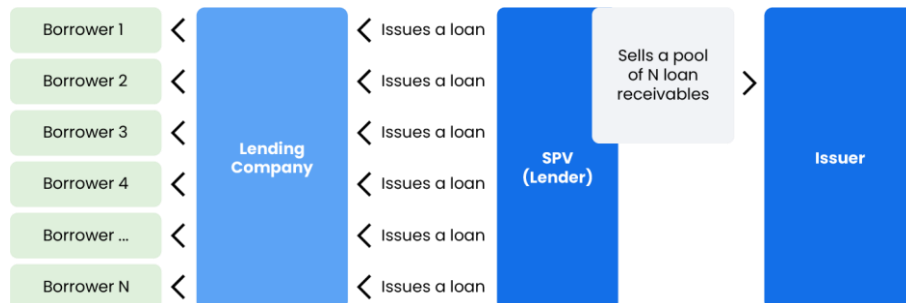 Borrower 1
Issues a loan
Borrower 2
Issues a loan
Sells a pool
of N loan
receivables
Borrower 3
Issues a loan
Lending
Company
SPV
(Lender)
Issuer
Borrower 4
Issues a loan
Borrower ...
Issues a loan
Borrower N
Issues a loan